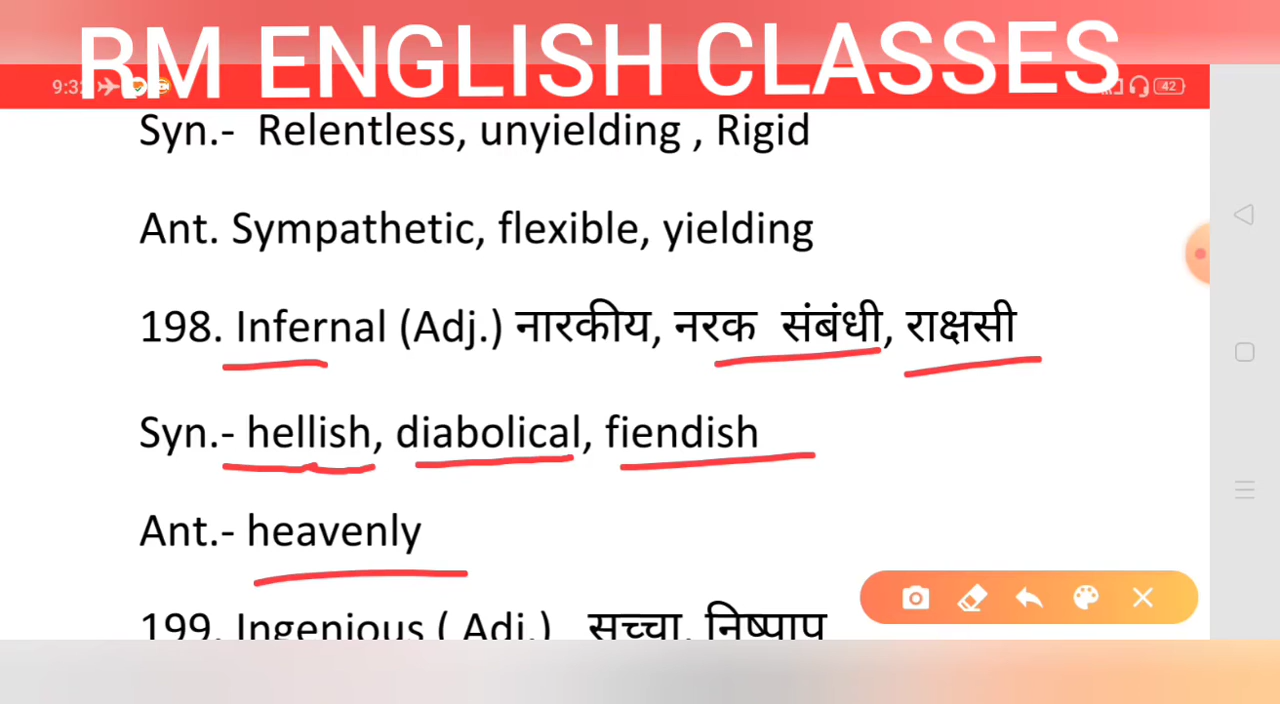 RM ENGLISH CLASSES
42
Syn.- Relentless, unyielding , Rigid
Ant. Sympathetic, flexible, yielding
198. Infernal (Adj.) नारकीय, नरक संबंधी, राक्षसी
Syn.- hellish, diabolical, fiendish
Ant.- heavenly
199. Ingenious ( Adj.) सच्चा, निष्पाप